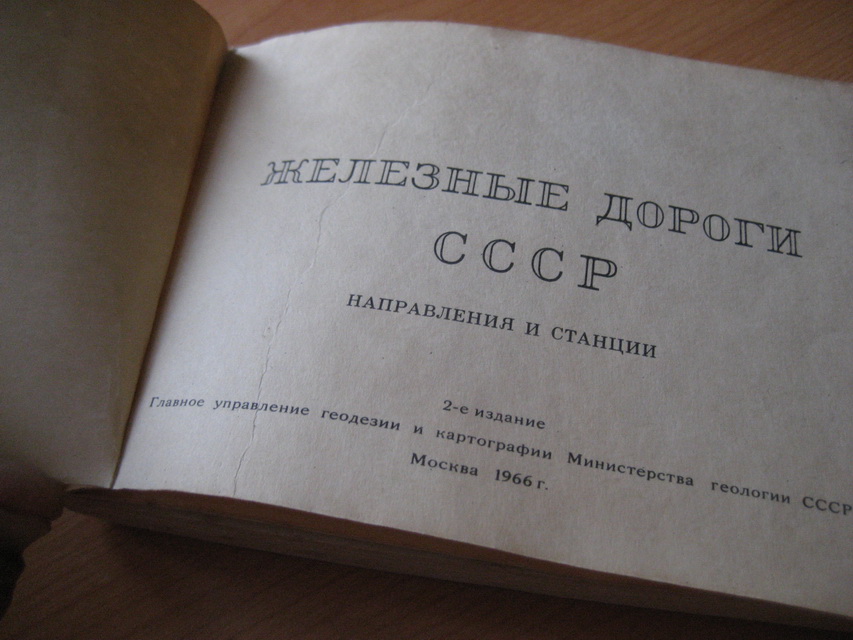 ЖЕЛЕЗНЫЕ ДОРОГИ
СССР
НАПРАВЛЕНИЯ И СТАНЦИИ
2-е издание
Главное управление геодезии и картографии Министерства геологии СССР
Москва 1966 г.